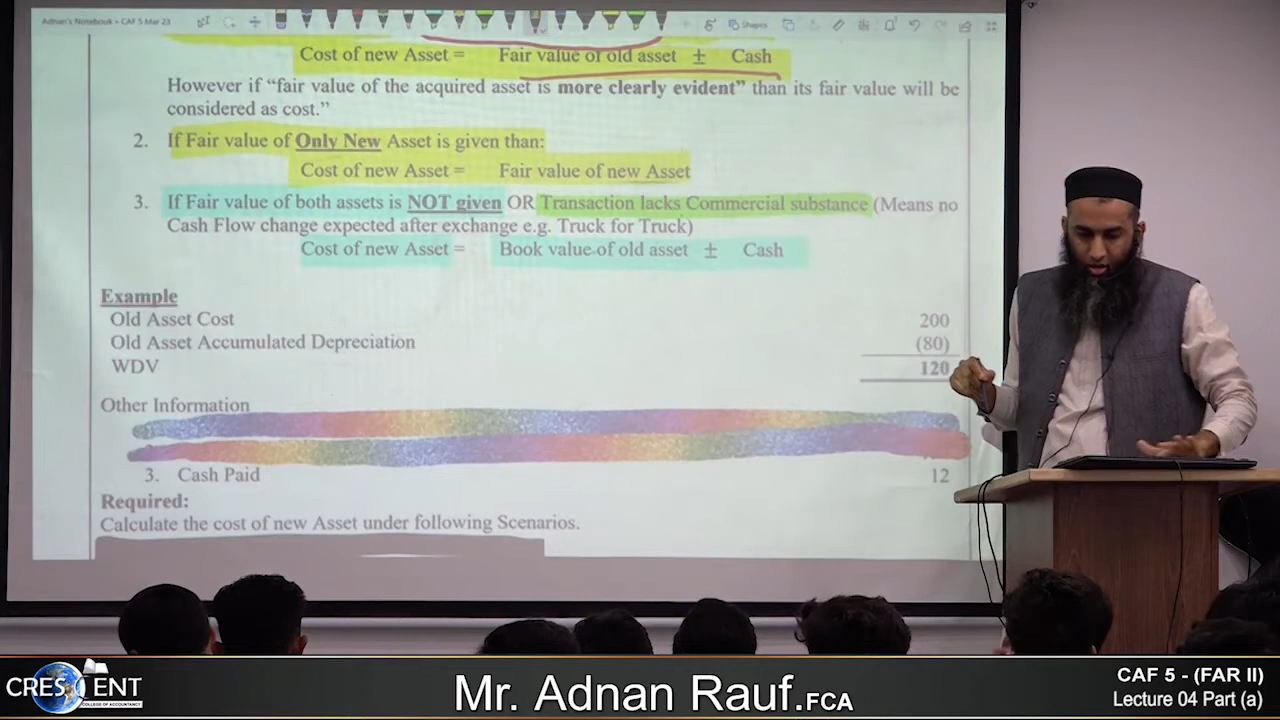 Adnan's Notebook » CAF 5 Mar 23
Shapes
Cost of new Asset = Fair value of old asset ± Cash
However if “fair value of the acquired asset is more clearly evident” than its fair value will be
considered as cost.”
2. If Fair value of Only New Asset is given than:
Cost of new Asset = Fair value of new Asset
3. If Fair value of both assets is NOT given OR Transaction lacks Commercial substance (Means no
Cash Flow change expected after exchange e.g. Truck for Truck)
Cost of new Asset = Book value of old asset ± Cash
Example
Old Asset Cost 200
Old Asset Accumulated Depreciation (80)
WDV 120
Other Information
3. Cash Paid 12
Required:
Calculate the cost of new Asset under following Scenarios.
CRESCENT
COLLEGE OF ACCOUNTANCY
Mr. Adnan Rauf.FCA
CAF 5 - (FAR II)
Lecture 04 Part (a)